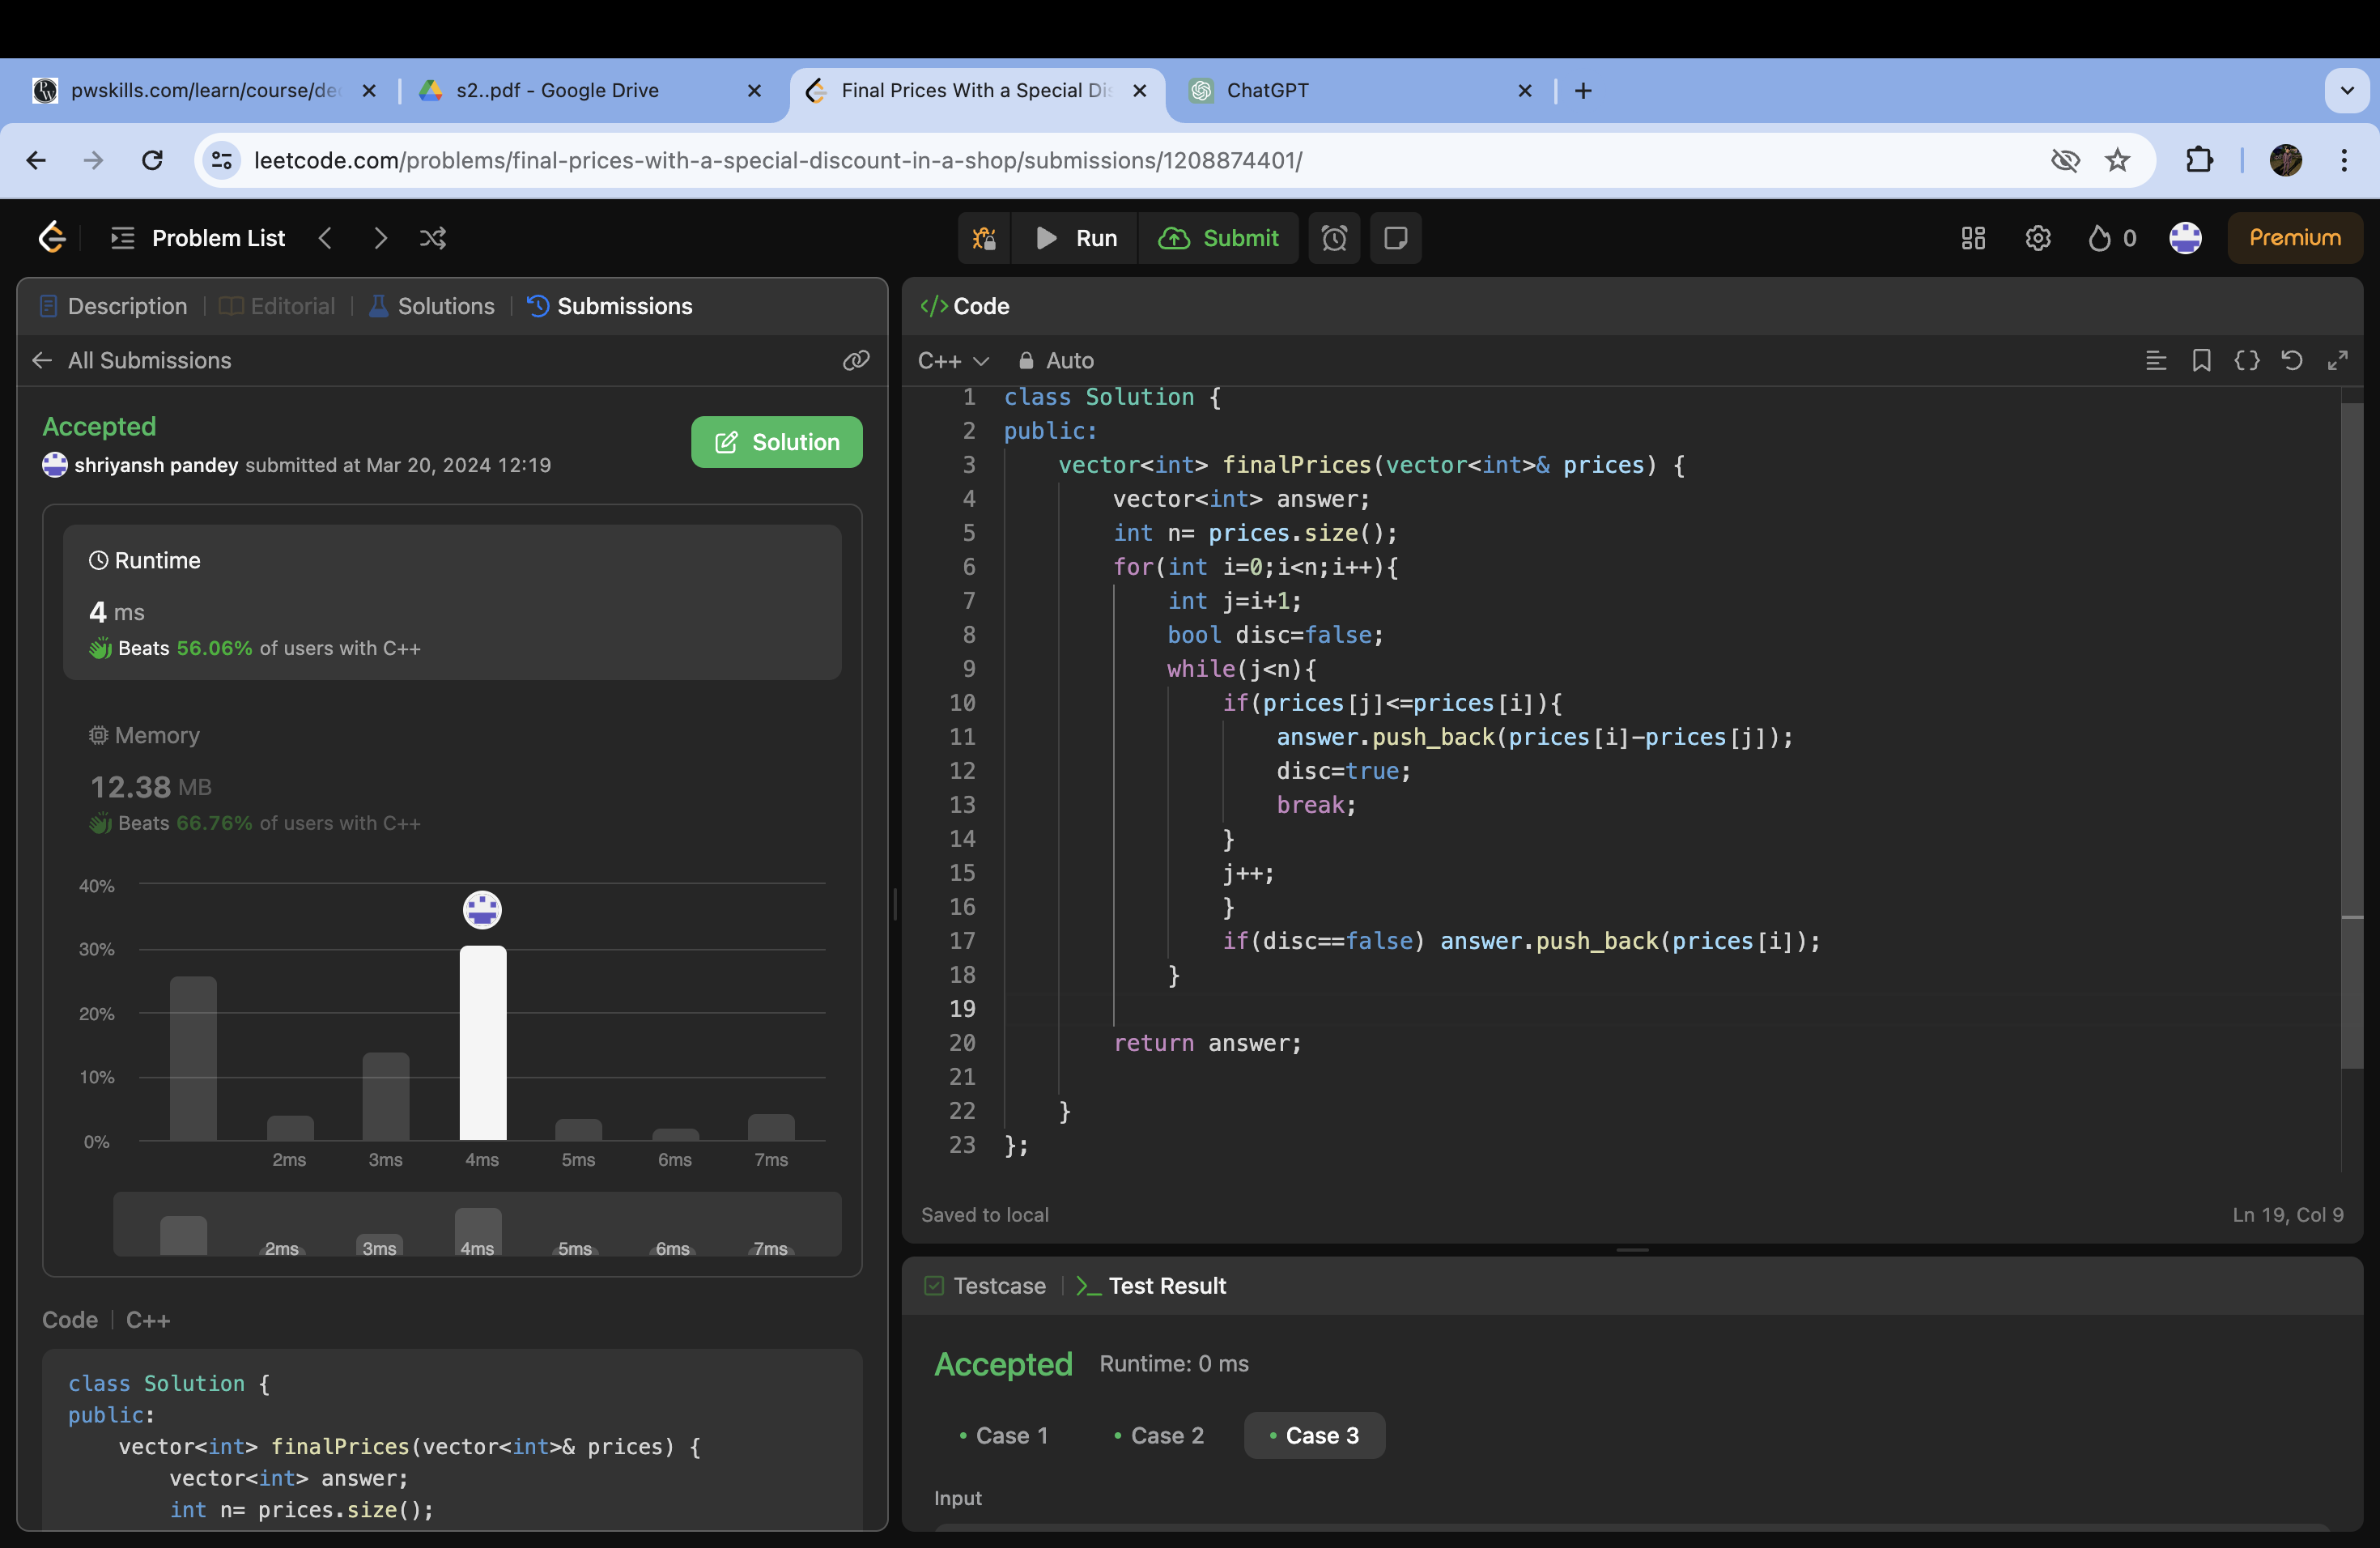 pwskills.com/learn/course/de
s2..pdf - Google Drive
Final Prices With a Special Dis
ChatGPT
leetcode.com/problems/final-prices-with-a-special-discount-in-a-shop/submissions/1208874401/
Problem List
Run
Submit
0
Premium
Description
Editorial
Solutions
Submissions
All Submissions
Accepted
shriyansh pandey submitted at Mar 20, 2024 12:19
Solution
Runtime
4 ms
Beats 56.06% of users with C++
Memory
12.38 MB
Beats 66.76% of users with C++
40%
30%
20%
10%
0%
2ms 3ms 4ms 5ms 6ms 7ms
2ms 3ms 4ms 5ms 6ms 7ms
Code C++
class Solution {
public:
    vector<int> finalPrices(vector<int>& prices) {
        vector<int> answer;
        int n= prices.size();
</> Code
C++ Auto
1 class Solution {
2 public:
3     vector<int> finalPrices(vector<int>& prices) {
4         vector<int> answer;
5         int n= prices.size();
6         for(int i=0;i<n;i++){
7             int j=i+1;
8             bool disc=false;
9             while(j<n){
10                 if(prices[j]<=prices[i]){
11                     answer.push_back(prices[i]-prices[j]);
12                     disc=true;
13                     break;
14                 }
15                 j++;
16                 }
17                 if(disc==false) answer.push_back(prices[i]);
18             }
19
20         return answer;
21
22     }
23 };
Saved to local
Ln 19, Col 9
Testcase
>_ Test Result
Accepted Runtime: 0 ms
• Case 1
• Case 2
• Case 3
Input